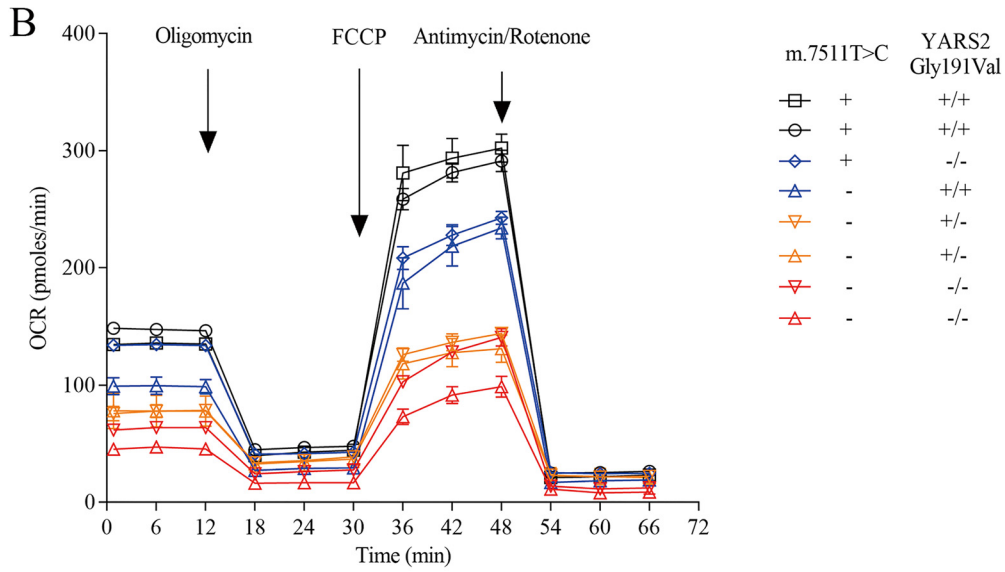 B
Oligomycin FCCP Antimycin/Rotenone
m.7511T>C YARS2
Gly191Val
+ +/+
+ +/+
+ -/-
- +/+
- +/-
- +/-
- -/-
- -/-
OCR (pmoles/min)
400
300
200
100
0
0 6 12 18 24 30 36 42 48 54 60 66 72
Time (min)